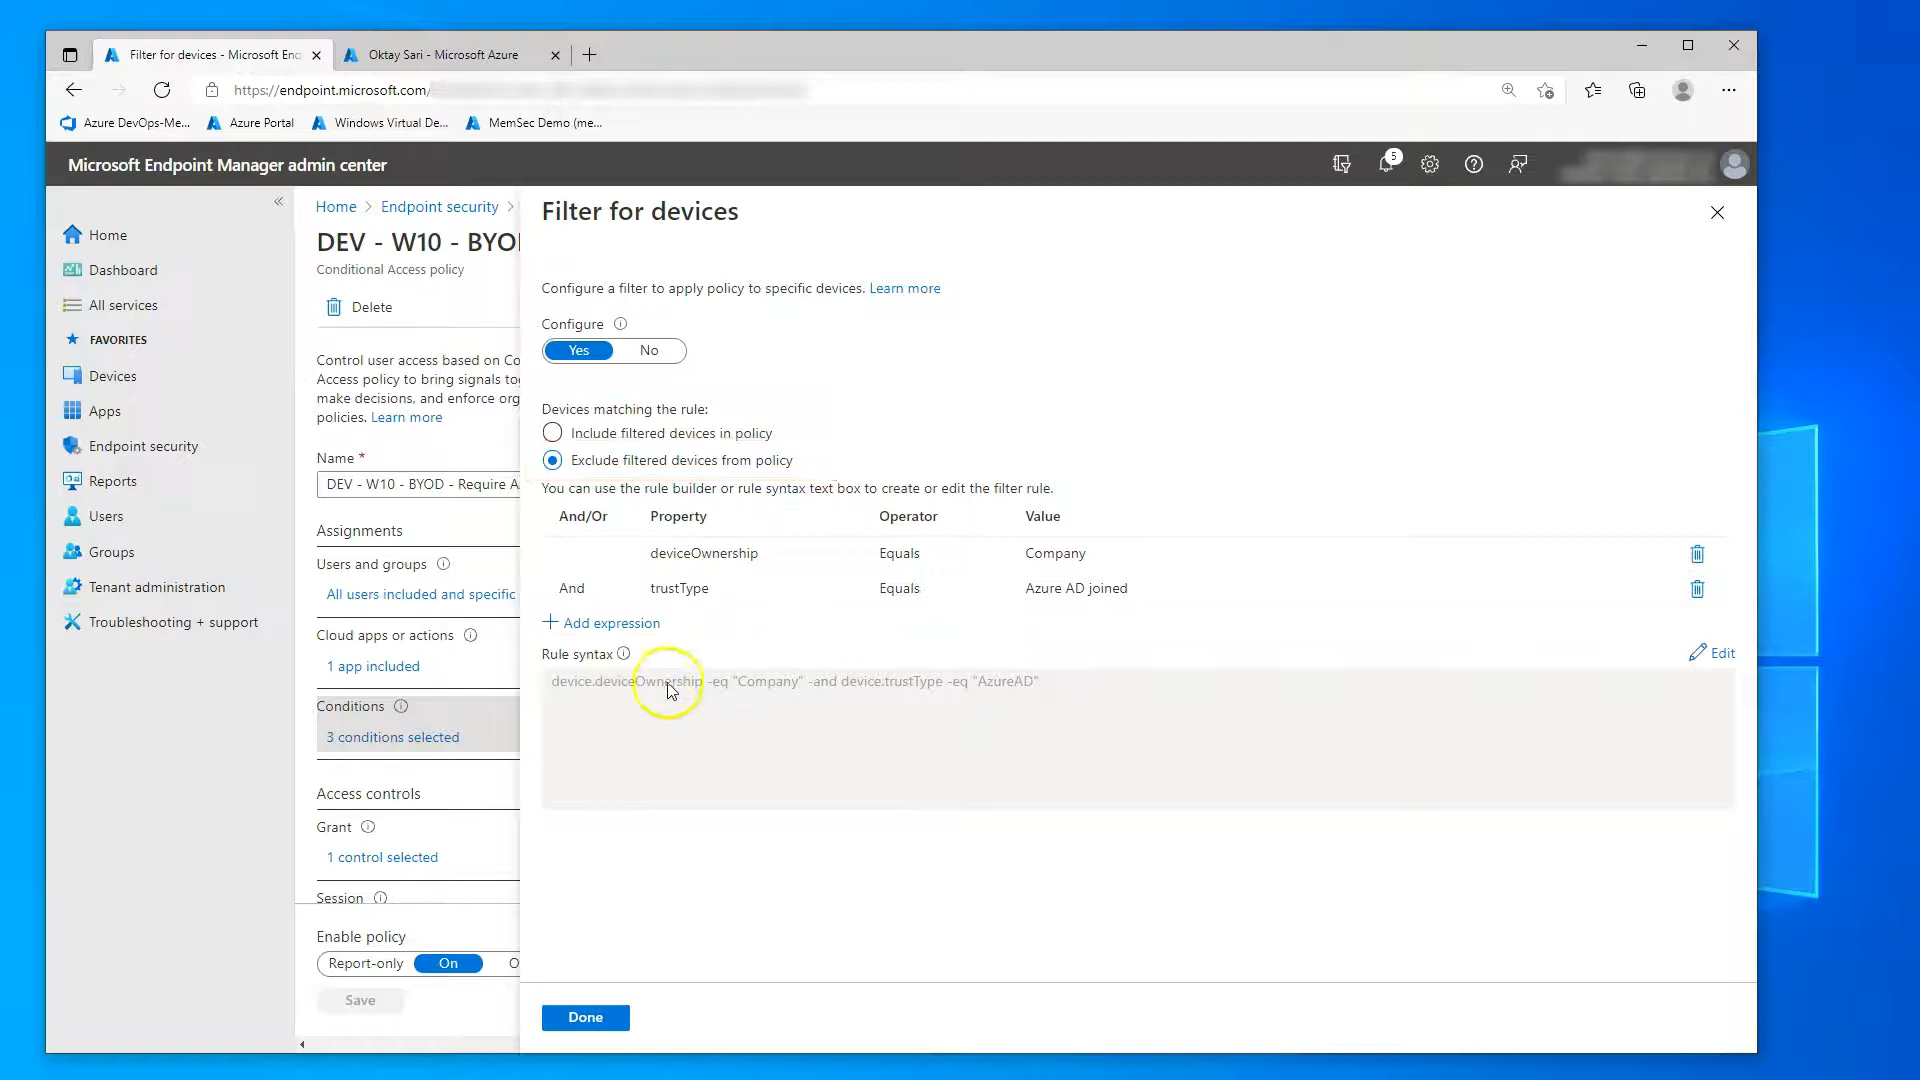 Filter for devices - Microsoft End
Oktay Sari - Microsoft Azure
https://endpoint.microsoft.com/
Azure DevOps-Me...
Azure Portal
Windows Virtual De...
MemSec Demo (me...
Microsoft Endpoint Manager admin center
5
Home
Dashboard
All services
FAVORITES
Devices
Apps
Endpoint security
Reports
Users
Groups
Tenant administration
Troubleshooting + support
Home > Endpoint security >
DEV - W10 - BYO
Conditional Access policy
Delete
Control user access based on Co
Access policy to bring signals tog
make decisions, and enforce org
policies. Learn more
Name *
DEV - W10 - BYOD - Require A
Assignments
Users and groups
All users included and specific
Cloud apps or actions
1 app included
Conditions
3 conditions selected
Access controls
Grant
1 control selected
Session
Enable policy
Report-only On O
Save
Filter for devices
Configure a filter to apply policy to specific devices. Learn more
Configure
Yes No
Devices matching the rule:
Include filtered devices in policy
Exclude filtered devices from policy
You can use the rule builder or rule syntax text box to create or edit the filter rule.
And/Or Property Operator Value
deviceOwnership Equals Company
And trustType Equals Azure AD joined
Add expression
Rule syntax
Edit
device.deviceOwnership -eq "Company" -and device.trustType -eq "AzureAD"
Done